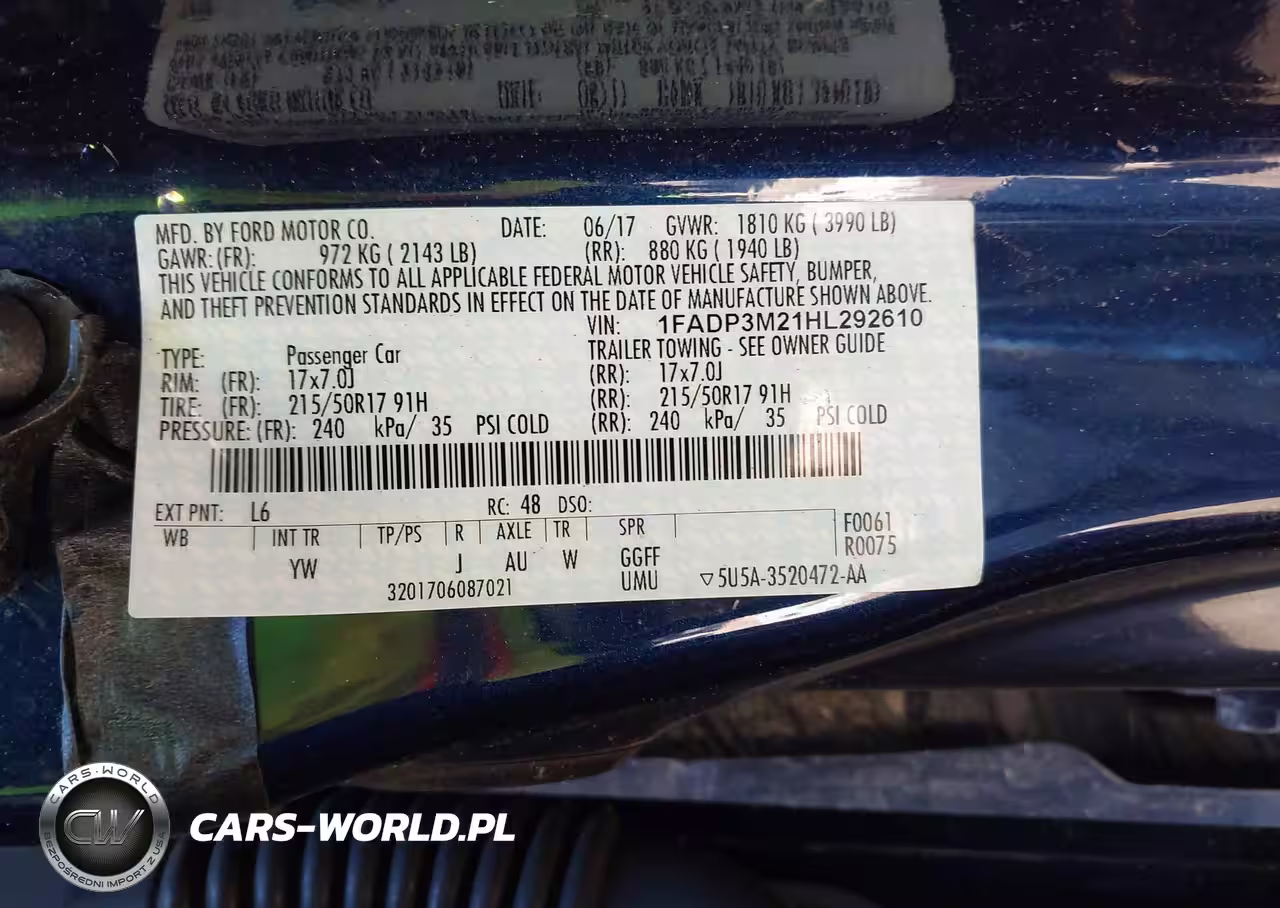 MFD. BY FORD MOTOR CO. DATE: 06/17 GVWR: 1810 KG ( 3990 LB)
GAWR: (FR): 972 KG ( 2143 LB) (RR): 880 KG ( 1940 LB)
THIS VEHICLE CONFORMS TO ALL APPLICABLE FEDERAL MOTOR VEHICLE SAFETY, BUMPER,
AND THEFT PREVENTION STANDARDS IN EFFECT ON THE DATE OF MANUFACTURE SHOWN ABOVE.
VIN: 1FADP3M21HL292610
TYPE: Passenger Car TRAILER TOWING - SEE OWNER GUIDE
RIM: (FR): 17x7.0J (RR): 17x7.0J
TIRE: (FR): 215/50R17 91H (RR): 215/50R17 91H
PRESSURE: (FR): 240 kPa/ 35 PSI COLD (RR): 240 kPa/ 35 PSI COLD
EXT PNT: L6 RC: 48 DSO:
WB INT TR TP/PS R AXLE TR SPR F0061
R0075
YW J AU W GGFF
3201706087021 UMU ▽5U5A-3520472-AA
CARS-WORLD
CW
BEZPOŚREDNI IMPORT Z USA
CARS-WORLD.PL